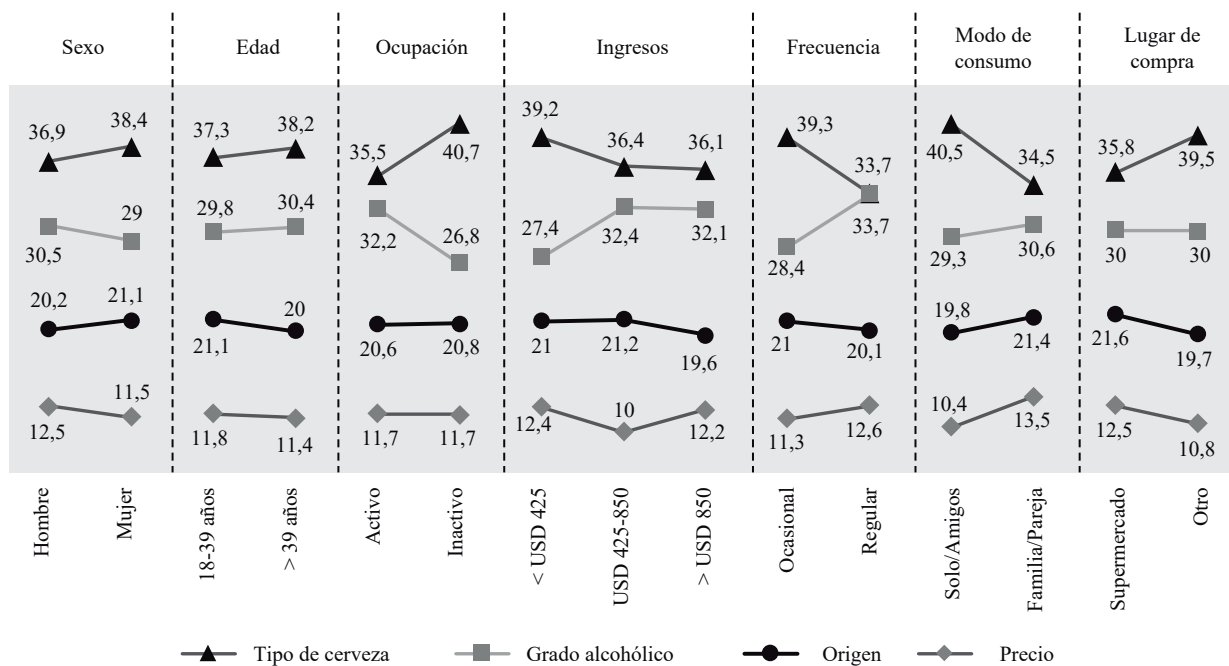 Sexo
Edad
Ocupación
Ingresos
Frecuencia
Modo de
consumo
Lugar de
compra
36,9 38,4
30,5 29
20,2 21,1
12,5 11,5
37,3 38,2
29,8 30,4
21,1 20
11,8 11,4
35,5 40,7
32,2 26,8
20,6 20,8
11,7 11,7
39,2 36,4 36,1
27,4 32,4 32,1
21 21,2 19,6
12,4 10 12,2
39,3 33,7
28,4 33,7
21 20,1
11,3 12,6
40,5 34,5
29,3 30,6
19,8 21,4
10,4 13,5
35,8 39,5
30 30
21,6 19,7
12,5 10,8
Hombre
Mujer
18-39 años
> 39 años
Activo
Inactivo
< USD 425
USD 425-850
> USD 850
Ocasional
Regular
Solo/Amigos
Familia/Pareja
Supermercado
Otro
Tipo de cerveza Grado alcohólico Origen Precio